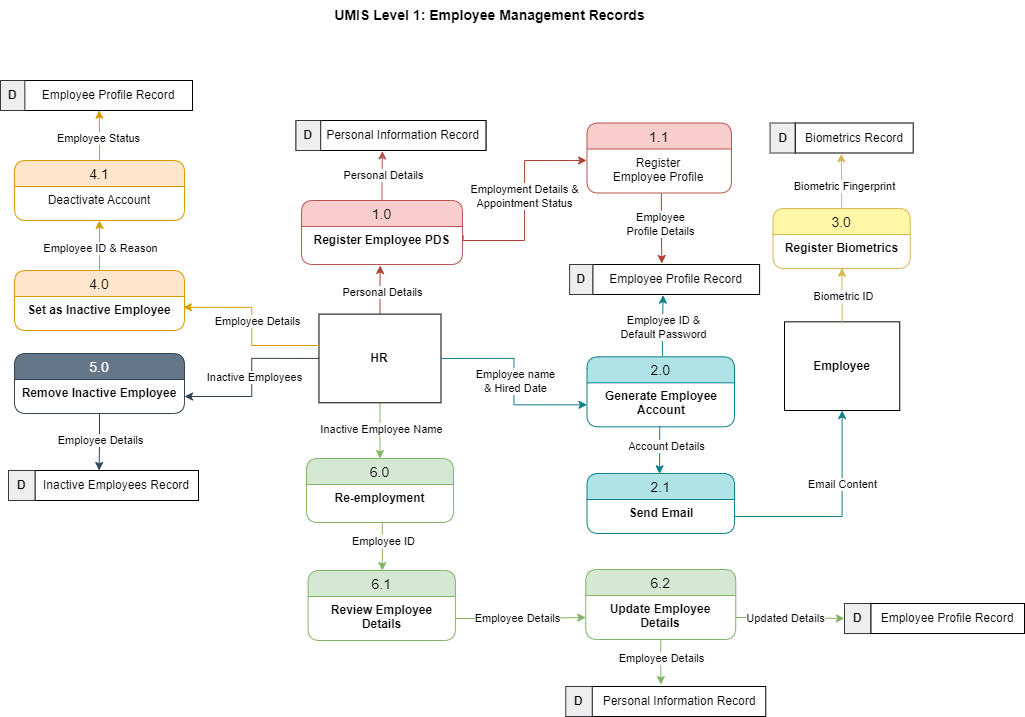 UMIS Level 1: Employee Management Records
D
Employee Profile Record
Employee Status
4.1
Deactivate Account
Employee ID & Reason
4.0
Set as Inactive Employee
Employee Details
5.0
Remove Inactive Employee
Inactive Employees
Employee Details
D
Inactive Employees Record
D
Personal Information Record
Personal Details
1.0
Register Employee PDS
Personal Details
HR
Employment Details &
Appointment Status
1.1
Register
Employee Profile
Employee
Profile Details
D
Employee Profile Record
Employee ID &
Default Password
2.0
Generate Employee
Account
Employee name
& Hired Date
Account Details
2.1
Send Email
Email Content
D
Biometrics Record
Biometric Fingerprint
3.0
Register Biometrics
Biometric ID
Employee
Inactive Employee Name
6.0
Re-employment
Employee ID
6.1
Review Employee
Details
Employee Details
6.2
Update Employee
Details
Updated Details
D
Employee Profile Record
Employee Details
D
Personal Information Record